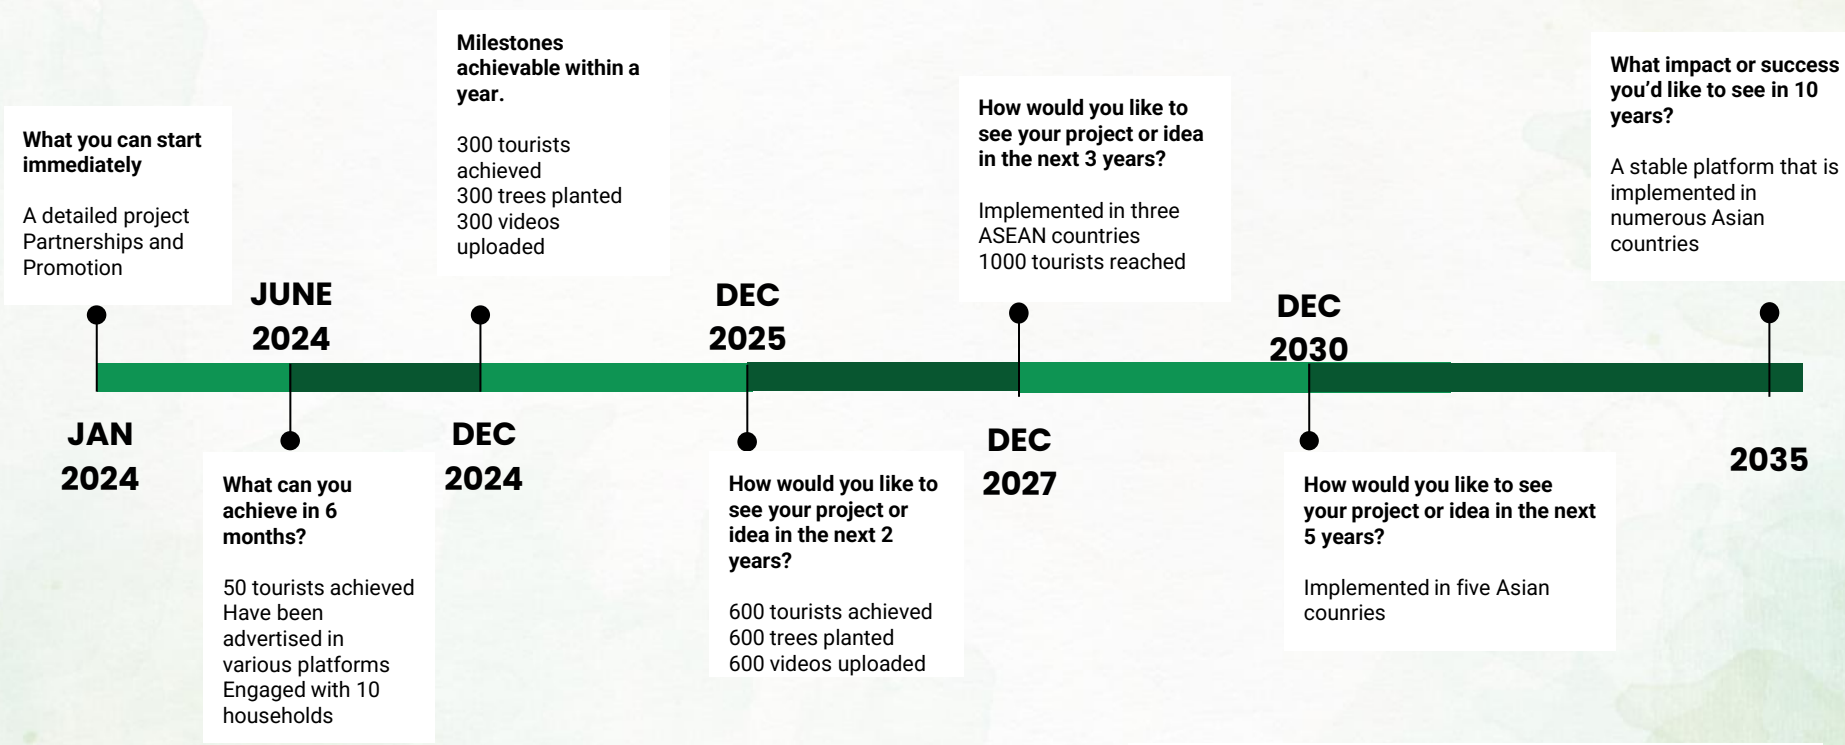 What you can start
immediately
A detailed project
Partnerships and
Promotion
JAN
2024
JUNE
2024
What can you
achieve in 6
months?
50 tourists achieved
Have been
advertised in
various platforms
Engaged with 10
households
Milestones
achievable within a
year.
300 tourists
achieved
300 trees planted
300 videos
uploaded
DEC
2024
DEC
2025
How would you like to
see your project or
idea in the next 2
years?
600 tourists achieved
600 trees planted
600 videos uploaded
How would you like to
see your project or idea
in the next 3 years?
Implemented in three
ASEAN countries
1000 tourists reached
DEC
2027
DEC
2030
How would you like to see
your project or idea in the next
5 years?
Implemented in five Asian
counries
What impact or success
you’d like to see in 10
years?
A stable platform that is
implemented in
numerous Asian
countries
2035